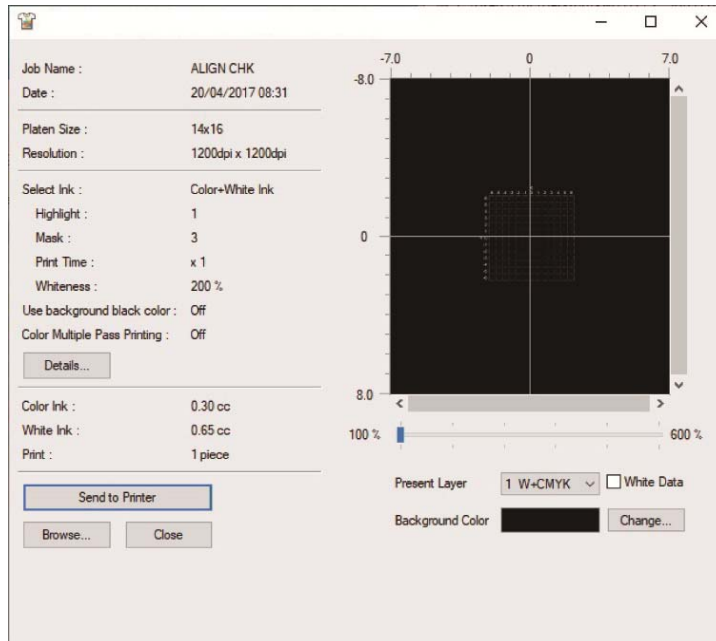 Job Name : ALIGN CHK
Date : 20/04/2017 08:31
Platen Size : 14x16
Resolution : 1200dpi x 1200dpi
Select Ink : Color+White Ink
Highlight : 1
Mask : 3
Print Time : x 1
Whiteness : 200 %
Use background black color : Off
Color Multiple Pass Printing : Off
Details...
Color Ink : 0.30 cc
White Ink : 0.65 cc
Print : 1 piece
Send to Printer
Browse... Close
-7.0 0 7.0
-8.0
0
8.0
100 % 600 %
Present Layer 1 W+CMYK White Data
Background Color Change...